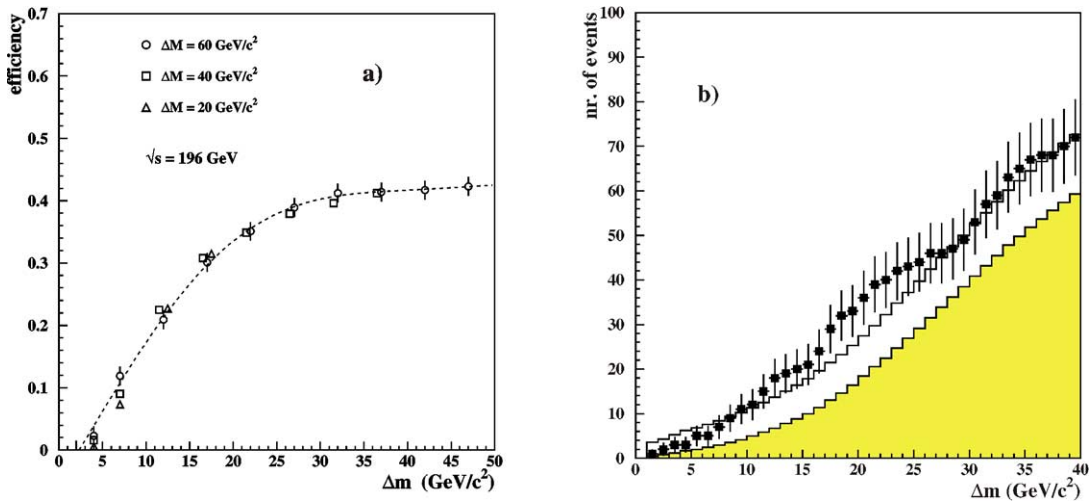 efficiency
0.7
0.6
0.5
0.4
0.3
0.2
0.1
0
ΔM = 60 GeV/c²
ΔM = 40 GeV/c²
ΔM = 20 GeV/c²
√s = 196 GeV
a)
0 5 10 15 20 25 30 35 40 45 50
Δm (GeV/c²)
nr. of events
100
90
80
70
60
50
40
30
20
10
0
b)
0 5 10 15 20 25 30 35 40
Δm (GeV/c²)